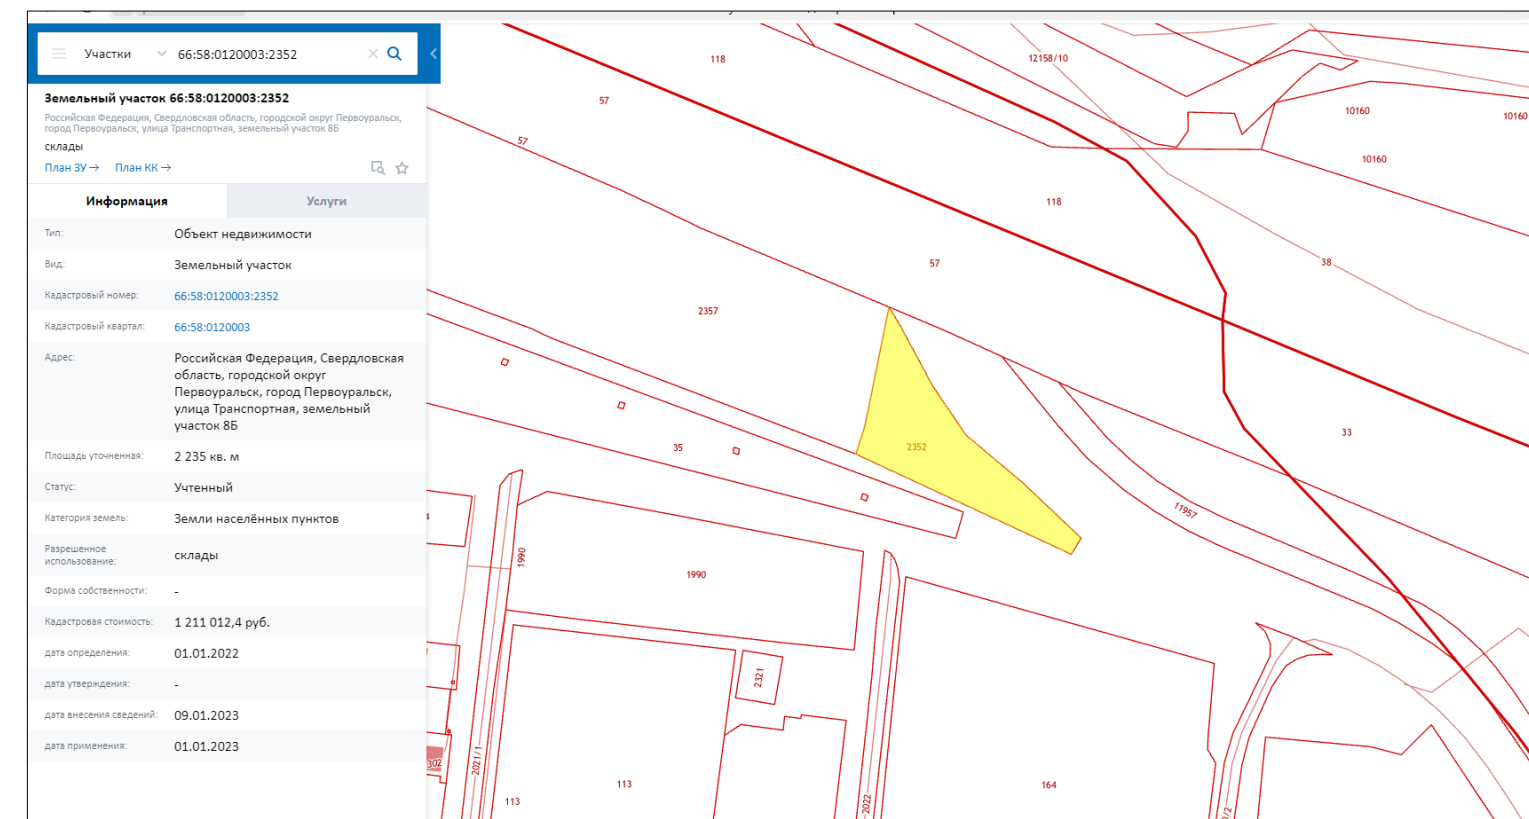 Участки 66:58:0120003:2352
Земельный участок 66:58:0120003:2352
Российская Федерация, Свердловская область, городской округ Первоуральск,
город Первоуральск, улица Транспортная, земельный участок 8Б
склады
План ЗУ → План КК →
Информация Услуги
Тип: Объект недвижимости
Вид: Земельный участок
Кадастровый номер: 66:58:0120003:2352
Кадастровый квартал: 66:58:0120003
Адрес: Российская Федерация, Свердловская
область, городской округ
Первоуральск, город Первоуральск,
улица Транспортная, земельный
участок 8Б
Площадь уточненная: 2 235 кв. м
Статус: Учтенный
Категория земель: Земли населённых пунктов
Разрешенное
использование: склады
Форма собственности: -
Кадастровая стоимость: 1 211 012,4 руб.
дата определения: 01.01.2022
дата утверждения: -
дата внесения сведений: 09.01.2023
дата применения: 01.01.2023
118
12158/10
57
10160
10160
57
10160
118
57
38
2357
33
2352
35
11957
1990
1990
2321
2021/1
302
113
113
2022
164